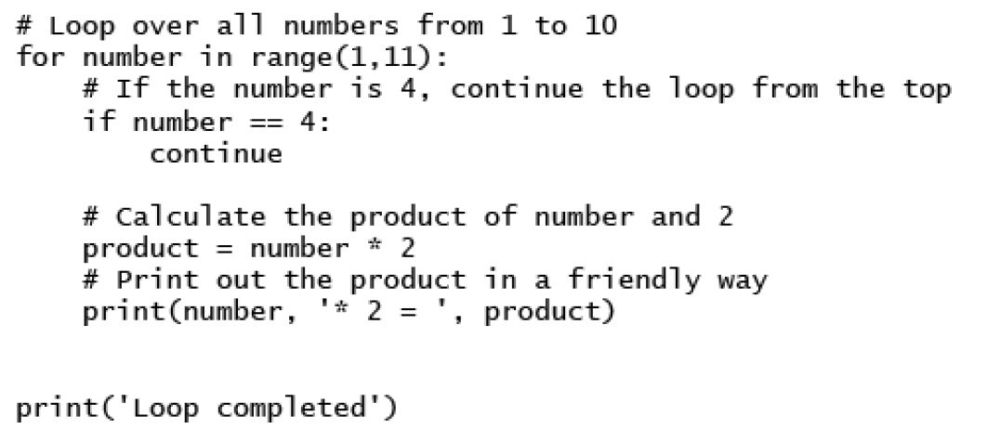 # Loop over all numbers from 1 to 10
for number in range(1,11):
    # If the number is 4, continue the loop from the top
    if number == 4:
        continue

    # Calculate the product of number and 2
    product = number * 2
    # Print out the product in a friendly way
    print(number, '* 2 = ', product)


print('Loop completed')